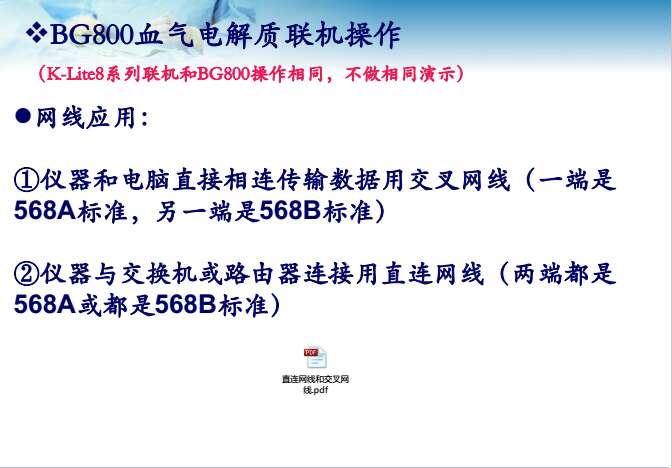 ❖BG800血气电解质联机操作
（K-Lite8系列联机和BG800操作相同，不做相同演示）
●网线应用：
①仪器和电脑直接相连传输数据用交叉网线（一端是
568A标准，另一端是568B标准）
②仪器与交换机或路由器连接用直连网线（两端都是
568A或都是568B标准）
PDF
直连网线和交叉网
线.pdf